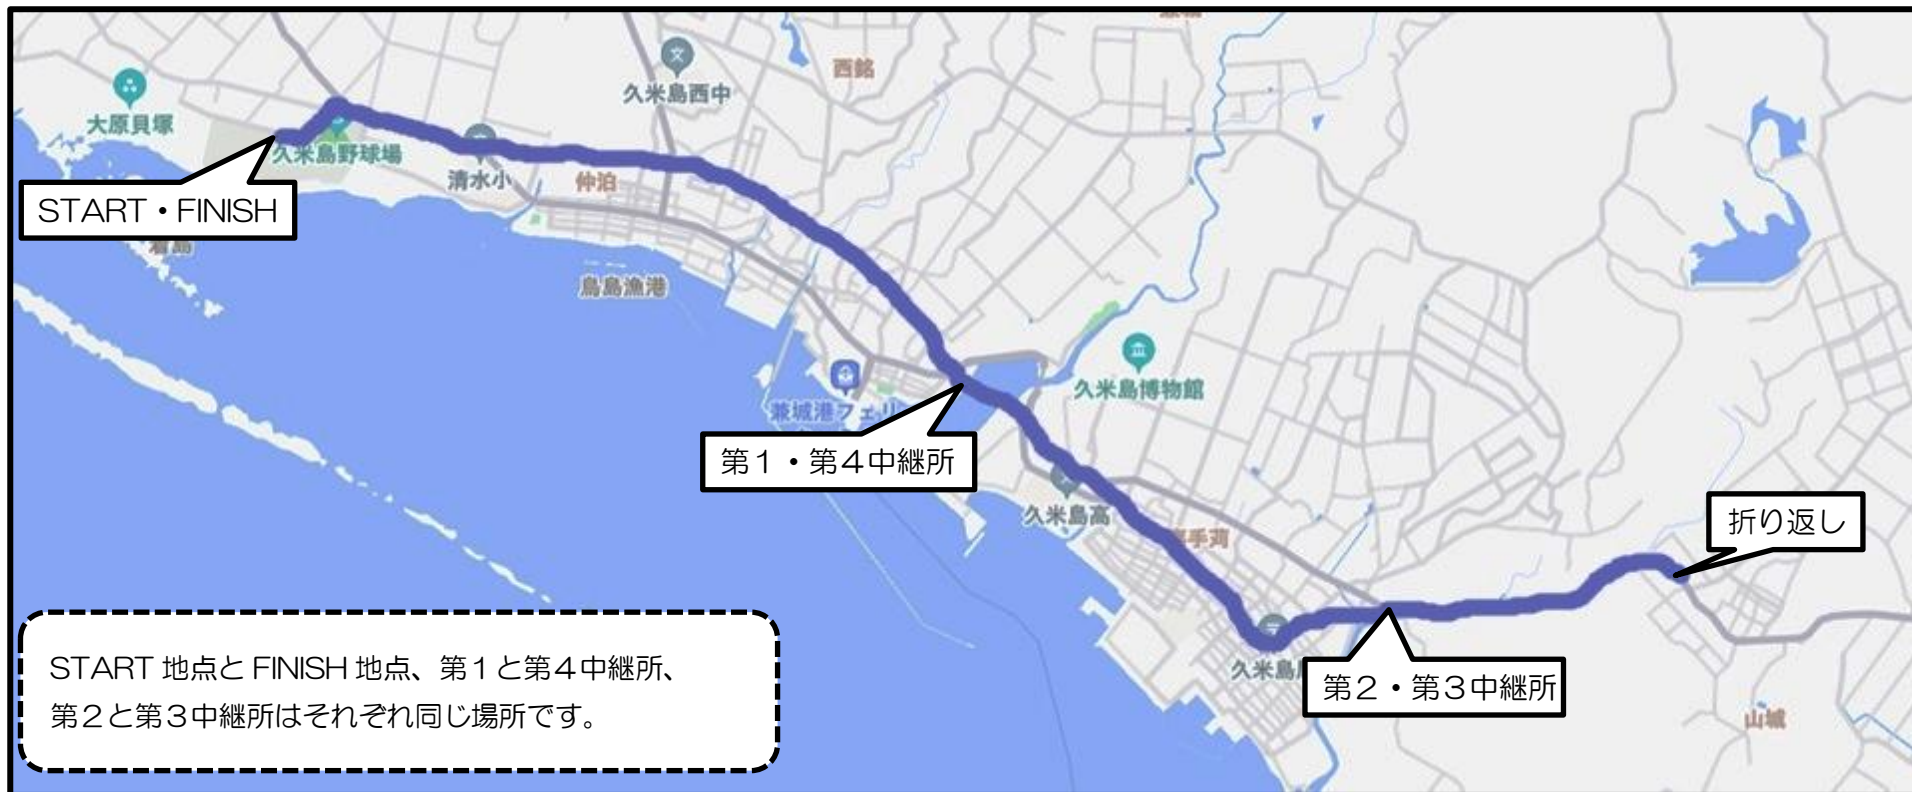 西銘
久米島西中
大原貝塚
久米島野球場
清水小
仲泊
START・FINISH
鳥島漁港
久米島博物館
兼城港フェリ
第1・第4中継所
久米島高
手苅
折り返し
久米島
第2・第3中継所
山城
START 地点と FINISH 地点、第1と第4中継所、
第2と第3中継所はそれぞれ同じ場所です。